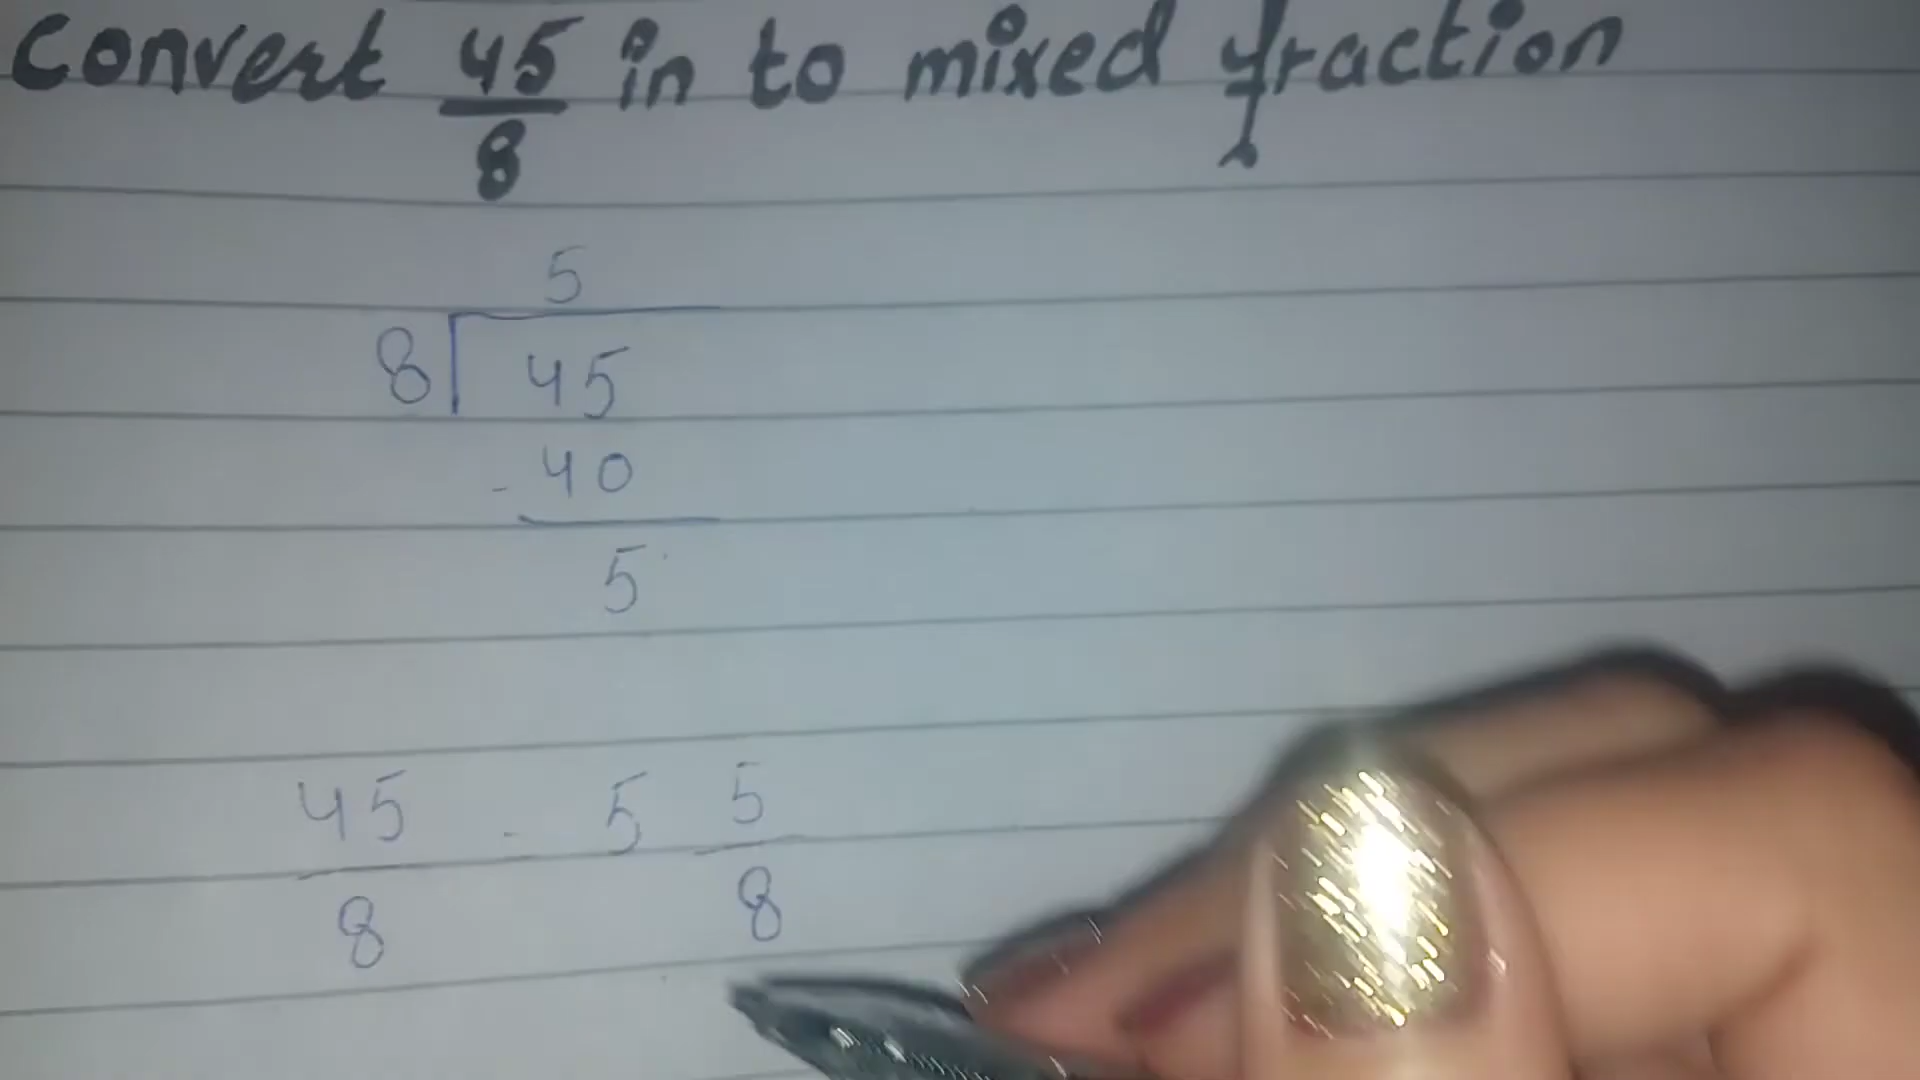 Convert 45/8 in to mixed fraction
5
8 45
- 40
5
45/8 - 5 5/8